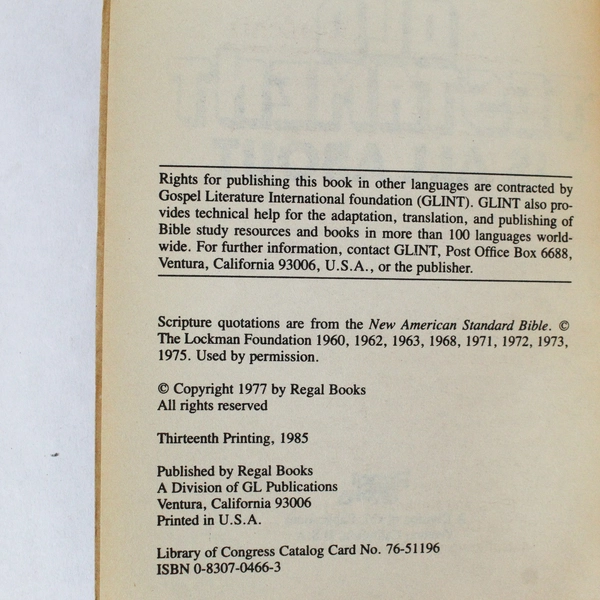 Rights for publishing this book in other languages are contracted by
Gospel Literature International foundation (GLINT). GLINT also pro-
vides technical help for the adaptation, translation, and publishing of
Bible study resources and books in more than 100 languages world-
wide. For further information, contact GLINT, Post Office Box 6688,
Ventura, California 93006, U.S.A., or the publisher.
Scripture quotations are from the New American Standard Bible. ©
The Lockman Foundation 1960, 1962, 1963, 1968, 1971, 1972, 1973,
1975. Used by permission.
© Copyright 1977 by Regal Books
All rights reserved
Thirteenth Printing, 1985
Published by Regal Books
A Division of GL Publications
Ventura, California 93006
Printed in U.S.A.
Library of Congress Catalog Card No. 76-51196
ISBN 0-8307-0466-3